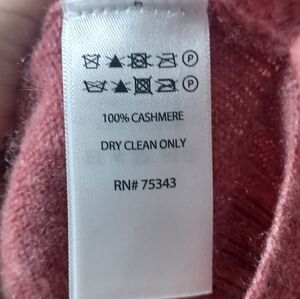 P
P
100% CASHMERE
DRY CLEAN ONLY
RN# 75343